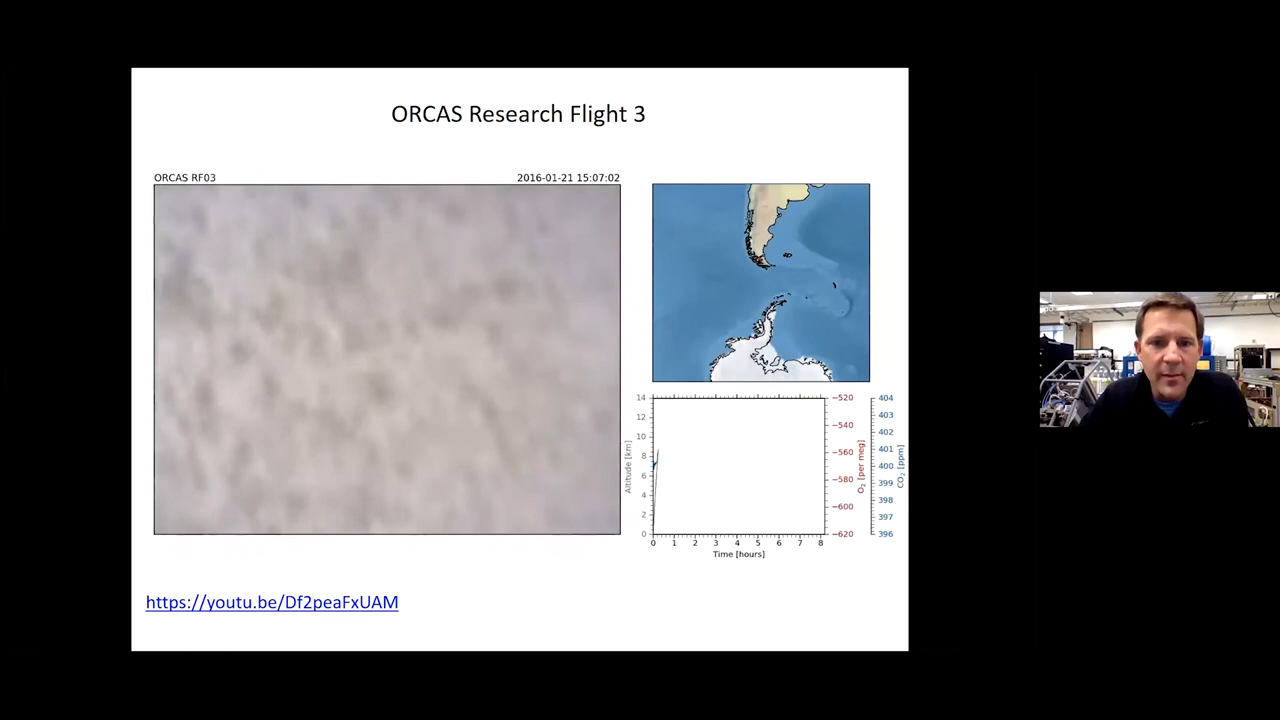 ORCAS Research Flight 3
ORCAS RF03 2016-01-21 15:07:02
14
12
10
8
6
4
2
0
Altitude [km]
0 1 2 3 4 5 6 7 8
Time [hours]
−520
−540
−560
−580
−600
−620
O₂ [per meg]
404
403
402
401
400
399
398
397
396
CO₂ [ppm]
https://youtu.be/Df2peaFxUAM